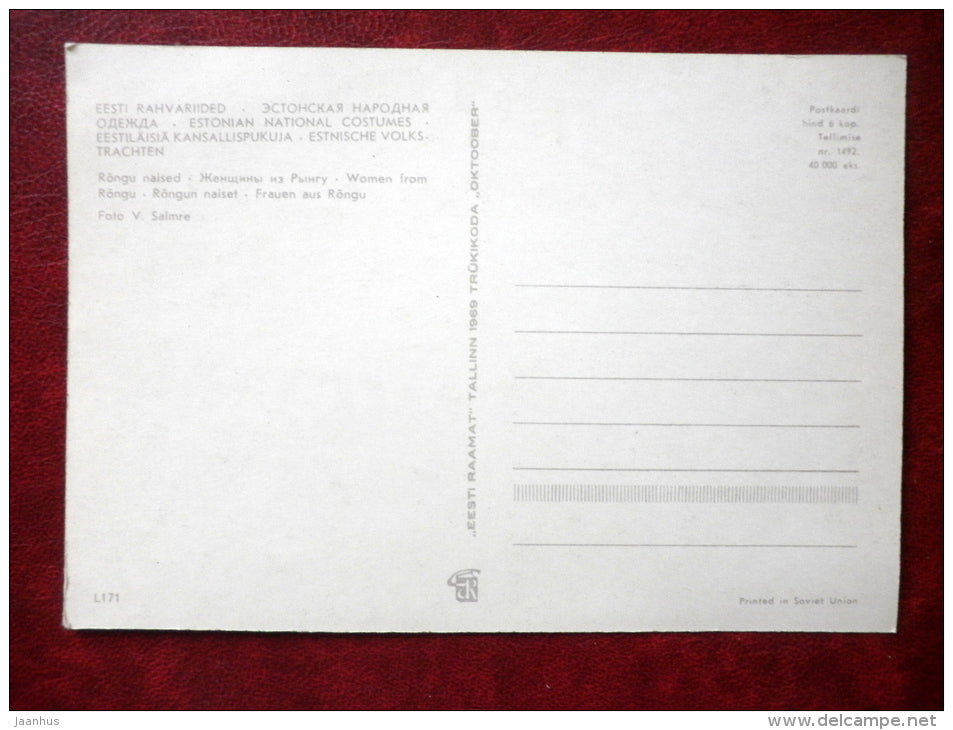 EESTI RAHVARIIDED · ЭСТОНСКАЯ НАРОДНАЯ
ОДЕЖДА · ESTONIAN NATIONAL COSTUMES ·
EESTILÄISIÄ KANSALLISPUKUJA · ESTNISCHE VOLKS-
TRACHTEN
Rõngu naised · Женщины из Рынгу · Women from
Rõngu · Rõngun naiset · Frauen aus Rõngu
Foto V. Salmre
L171
„EESTI RAAMAT" TALLINN 1969 TRÜKIKODA „OKTOOBER"
Postkaardi
hind 6 kop.
Tellimise
nr. 1492.
40 000 eks.
Printed in Soviet Union
jaanhus
www.delcampe.net